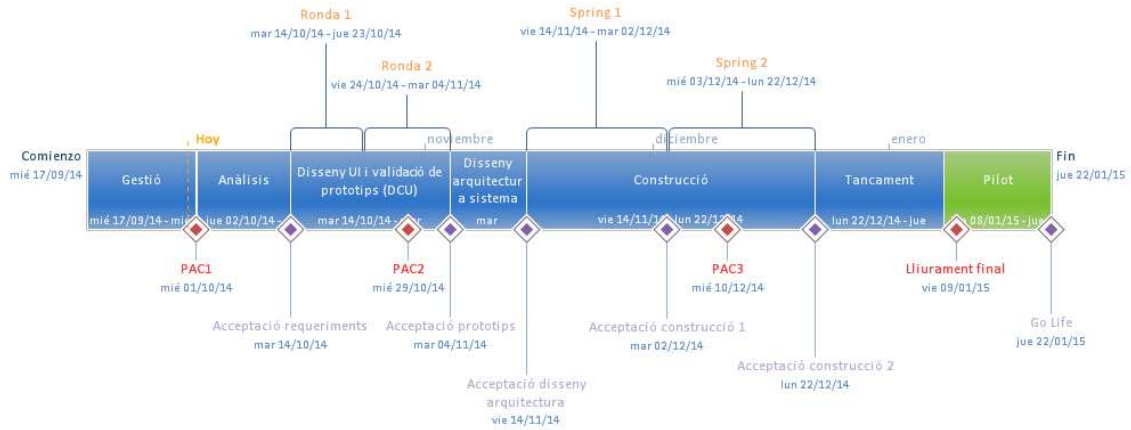 Ronda 1
mar 14/10/14 - jue 23/10/14
Spring 1
vie 14/11/14 - mar 02/12/14
Ronda 2
vie 24/10/14 - mar 04/11/14
Spring 2
mié 03/12/14 - lun 22/12/14
Hoy
noviembre
diciembre
enero
Comienzo
mié 17/09/14
Gestió
mié 17/09/14 - mié
Anàlisis
jue 02/10/14 -
Disseny UI i validació de
prototips (DCU)
mar 14/10/14 - mar
Disseny
arquitectur
a sistema
mar
Construcció
vie 14/11/14 - lun 22/12/14
Tancament
lun 22/12/14 - jue
Pilot
08/01/15 - jue
Fin
jue 22/01/15
PAC1
mié 01/10/14
PAC2
mié 29/10/14
PAC3
mié 10/12/14
Lliurament final
vie 09/01/15
Acceptació requeriments
mar 14/10/14
Acceptació prototips
mar 04/11/14
Acceptació construcció 1
mar 02/12/14
Go Life
jue 22/01/15
Acceptació disseny
arquitectura
vie 14/11/14
Acceptació construcció 2
lun 22/12/14